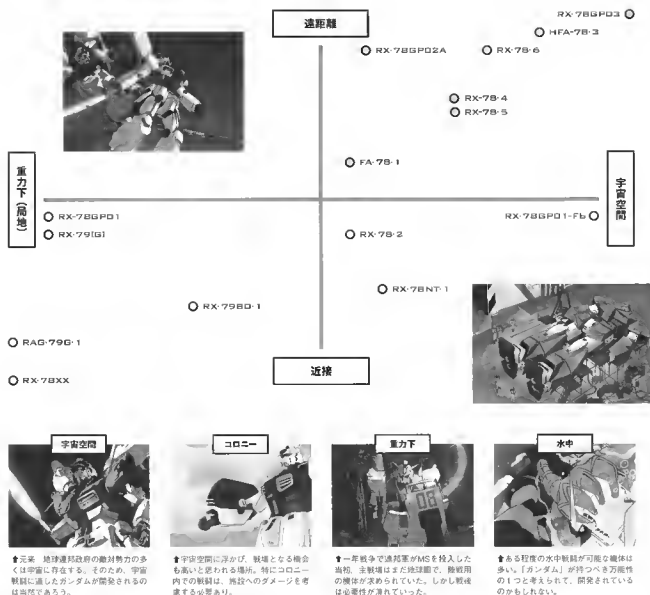 遠距離
RX-78GP03
HFA-78-3
RX-78GP02A
RX-78-6
RX-78-4
RX-78-5
FA-78-1
重力下(局地)
宇宙空間
RX-78GP01
RX-78GP01-Fb
RX-79[G]
RX-78-2
RX-78NT-1
RX-79BD-1
RAG-79G-1
近接
RX-78XX
宇宙空間
コロニー
重力下
水中
08
⬆元来 地球連邦政府の敵対勢力の多
くは宇宙に存在する。そのため、宇宙
戦闘に適したガンダムが開発されるの
は当然であろう。
⬆宇宙空間に浮かび、戦場となる機会
も高いと思われる場所。特にコロニー
内での戦闘は、施設へのダメージを考
慮する必要あり。
⬆一年戦争で連邦軍がMSを投入した
当初、主戦場はまだ地球圏で、陸戦用
の機体が求められていた。しかし戦後
は必要性が薄れていった。
⬆ある程度の水中戦闘が可能な機体は
多い。「ガンダム」が持つべき万能性
の1つと考えられて、開発されている
のかもしれない。